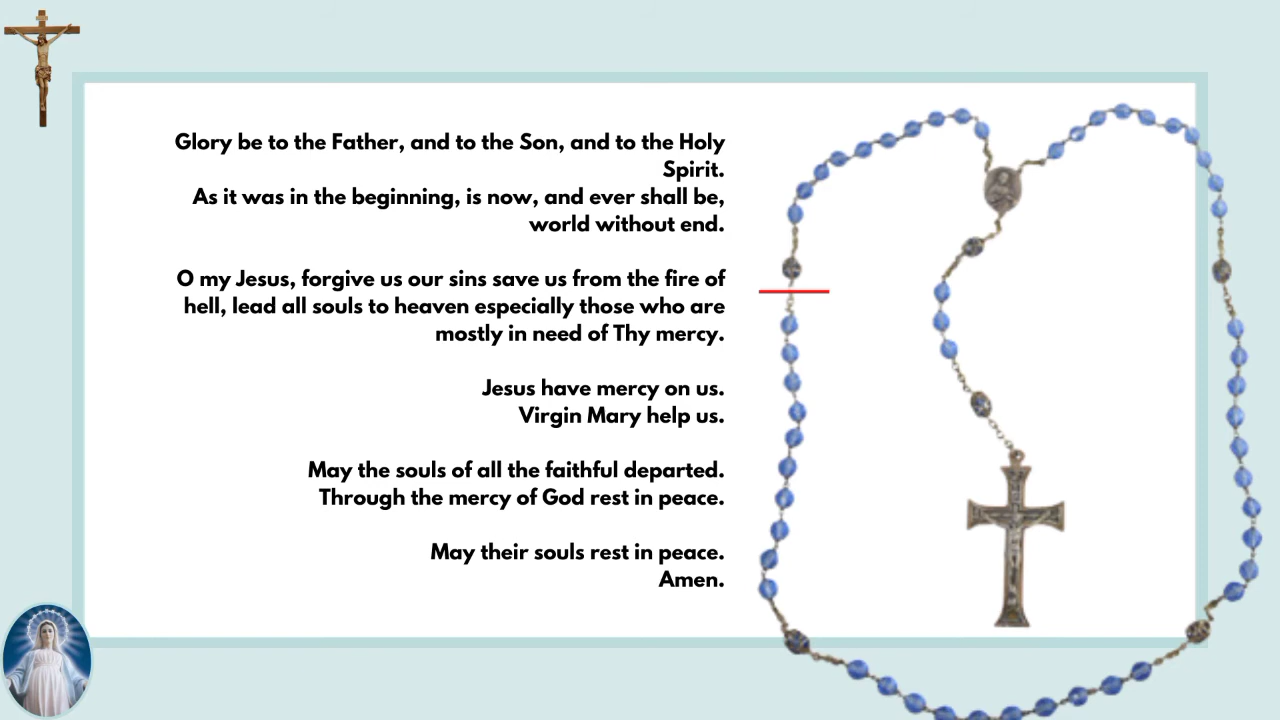 Glory be to the Father, and to the Son, and to the Holy
Spirit.
As it was in the beginning, is now, and ever shall be,
world without end.
O my Jesus, forgive us our sins save us from the fire of
hell, lead all souls to heaven especially those who are
mostly in need of Thy mercy.
Jesus have mercy on us.
Virgin Mary help us.
May the souls of all the faithful departed.
Through the mercy of God rest in peace.
May their souls rest in peace.
Amen.